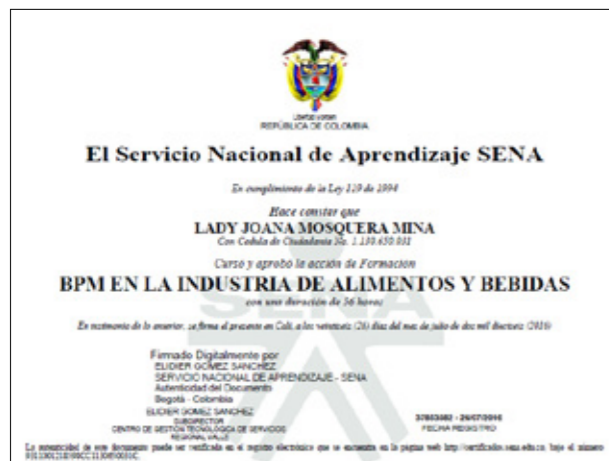 Libertad y Orden
REPÚBLICA DE COLOMBIA
El Servicio Nacional de Aprendizaje SENA
En cumplimiento de la Ley 119 de 1994
Hace constar que
LADY JOANA MOSQUERA MINA
Con Cedula de Ciudadania No.
Cursó y aprobó la acción de Formación
BPM EN LA INDUSTRIA DE ALIMENTOS Y BEBIDAS
con una duración de 36 horas
En testimonio de lo anterior, se firma el presente en Cali, a los veintiseis (26) días del mes de julio de dos mil dieciseis (2016)
SENA
Firmado Digitalmente por
ELIDIER GOMEZ SANCHEZ
SERVICIO NACIONAL DE APRENDIZAJE - SENA
Autenticidad del Documento
Bogotá - Colombia
ELIDIER GOMEZ SANCHEZ
SUBDIRECTOR
CENTRO DE GESTIÓN TECNOLÓGICA DE SERVICIOS
REGIONAL VALLE
26/07/2016
FECHA REGISTRO
La autenticidad de este documento puede ser verificada en el registro electrónico que se encuentra en la página web http://certificados.sena.edu.co, bajo el número